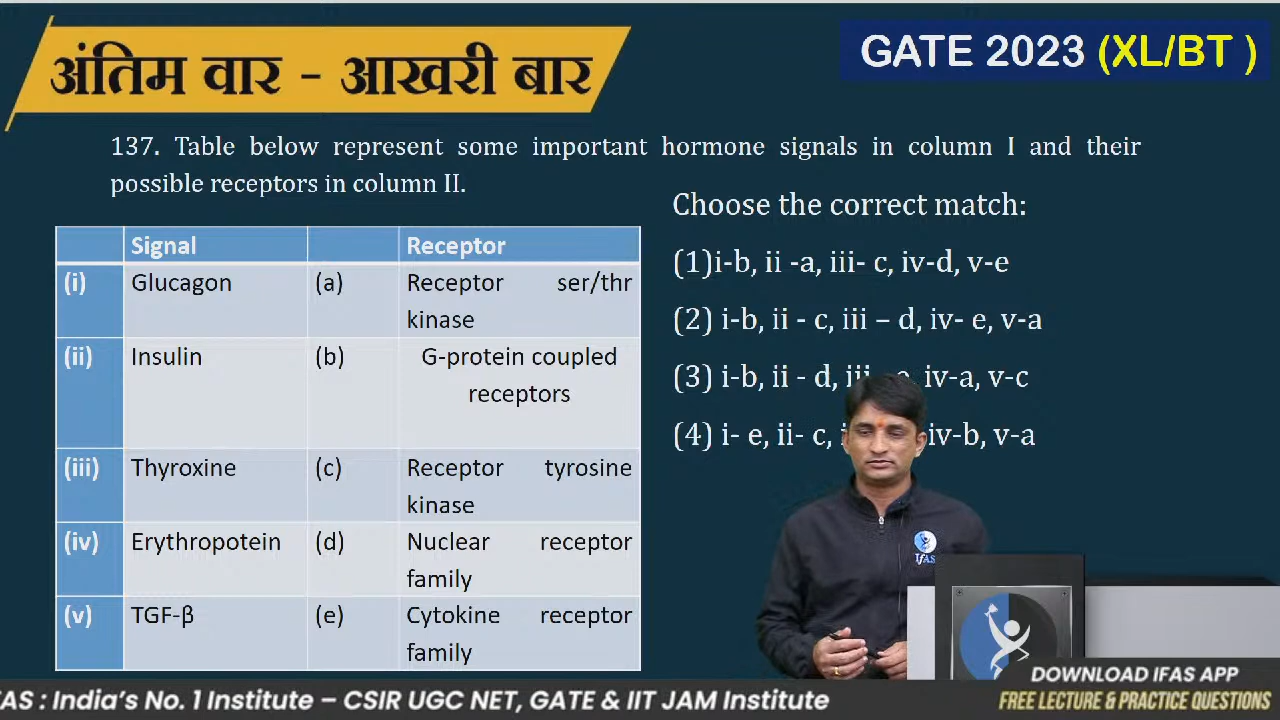 अंतिम वार - आखरी बार
GATE 2023 (XL/BT )
137. Table below represent some important hormone signals in column I and their
possible receptors in column II.
Signal Receptor
(i) Glucagon (a) Receptor ser/thr
kinase
(ii) Insulin (b) G-protein coupled
receptors
(iii) Thyroxine (c) Receptor tyrosine
kinase
(iv) Erythropotein (d) Nuclear receptor
family
(v) TGF-β (e) Cytokine receptor
family
Choose the correct match:
(1)i-b, ii -a, iii- c, iv-d, v-e
(2) i-b, ii - c, iii – d, iv- e, v-a
(3) i-b, ii - d, iv-a, v-c
(4) i- e, ii- c, iv-b, v-a
IFAS
DOWNLOAD IFAS APP
FREE LECTURE & PRACTICE QUESTIONS
FAS : India's No. 1 Institute – CSIR UGC NET, GATE & IIT JAM Institute